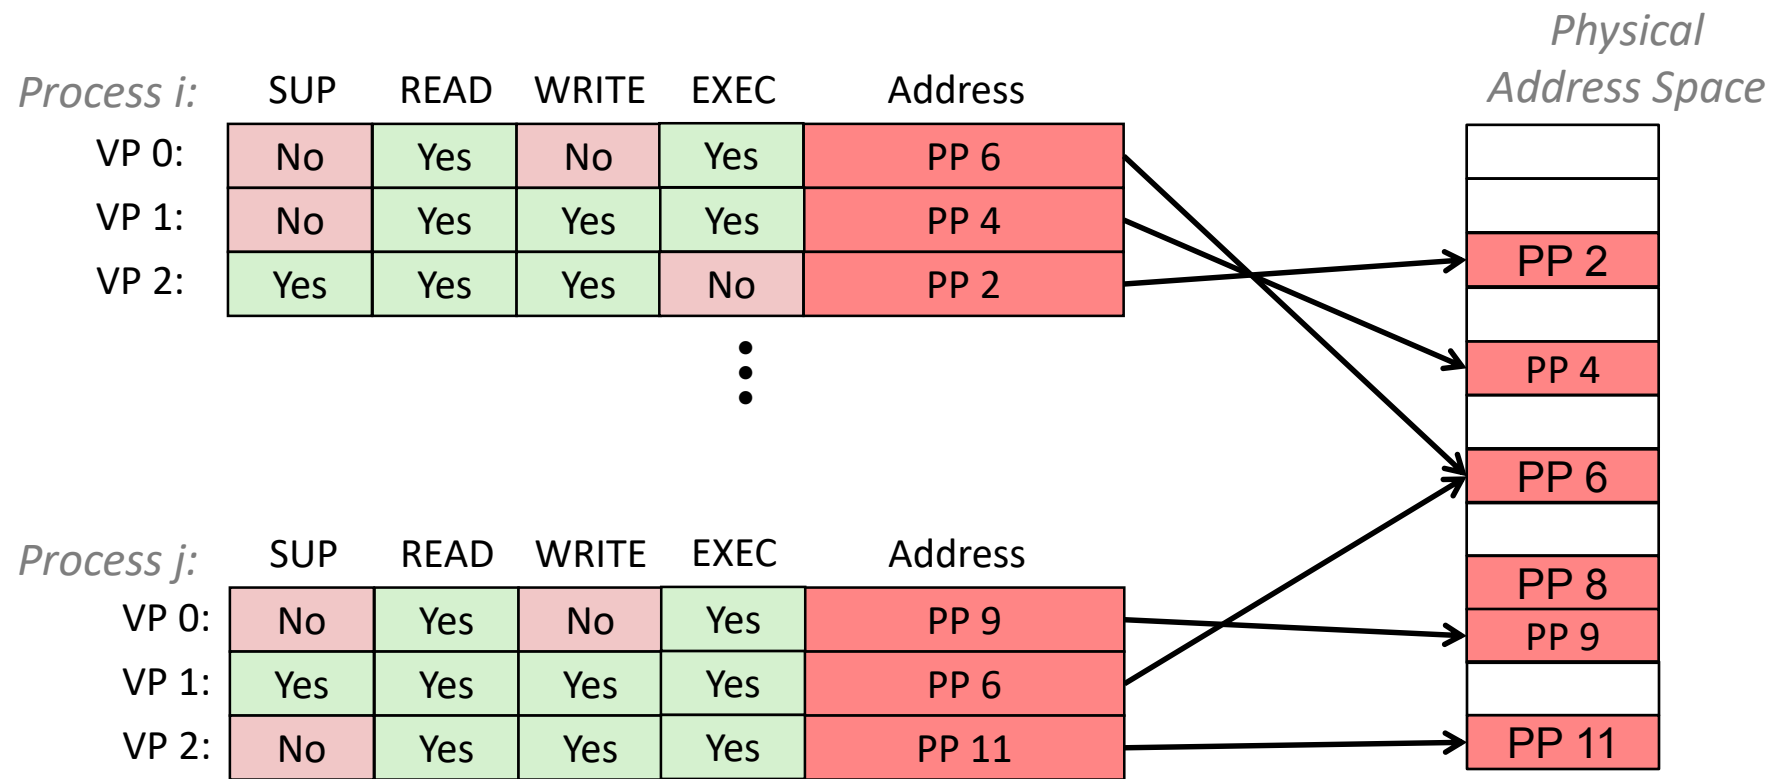 Physical
Address Space
Process i: SUP READ WRITE EXEC Address
VP 0: No Yes No Yes PP 6
VP 1: No Yes Yes Yes PP 4
VP 2: Yes Yes Yes No PP 2
PP 2
PP 4
PP 6
Process j: SUP READ WRITE EXEC Address
VP 0: No Yes No Yes PP 9
VP 1: Yes Yes Yes Yes PP 6
VP 2: No Yes Yes Yes PP 11
PP 8
PP 9
PP 11